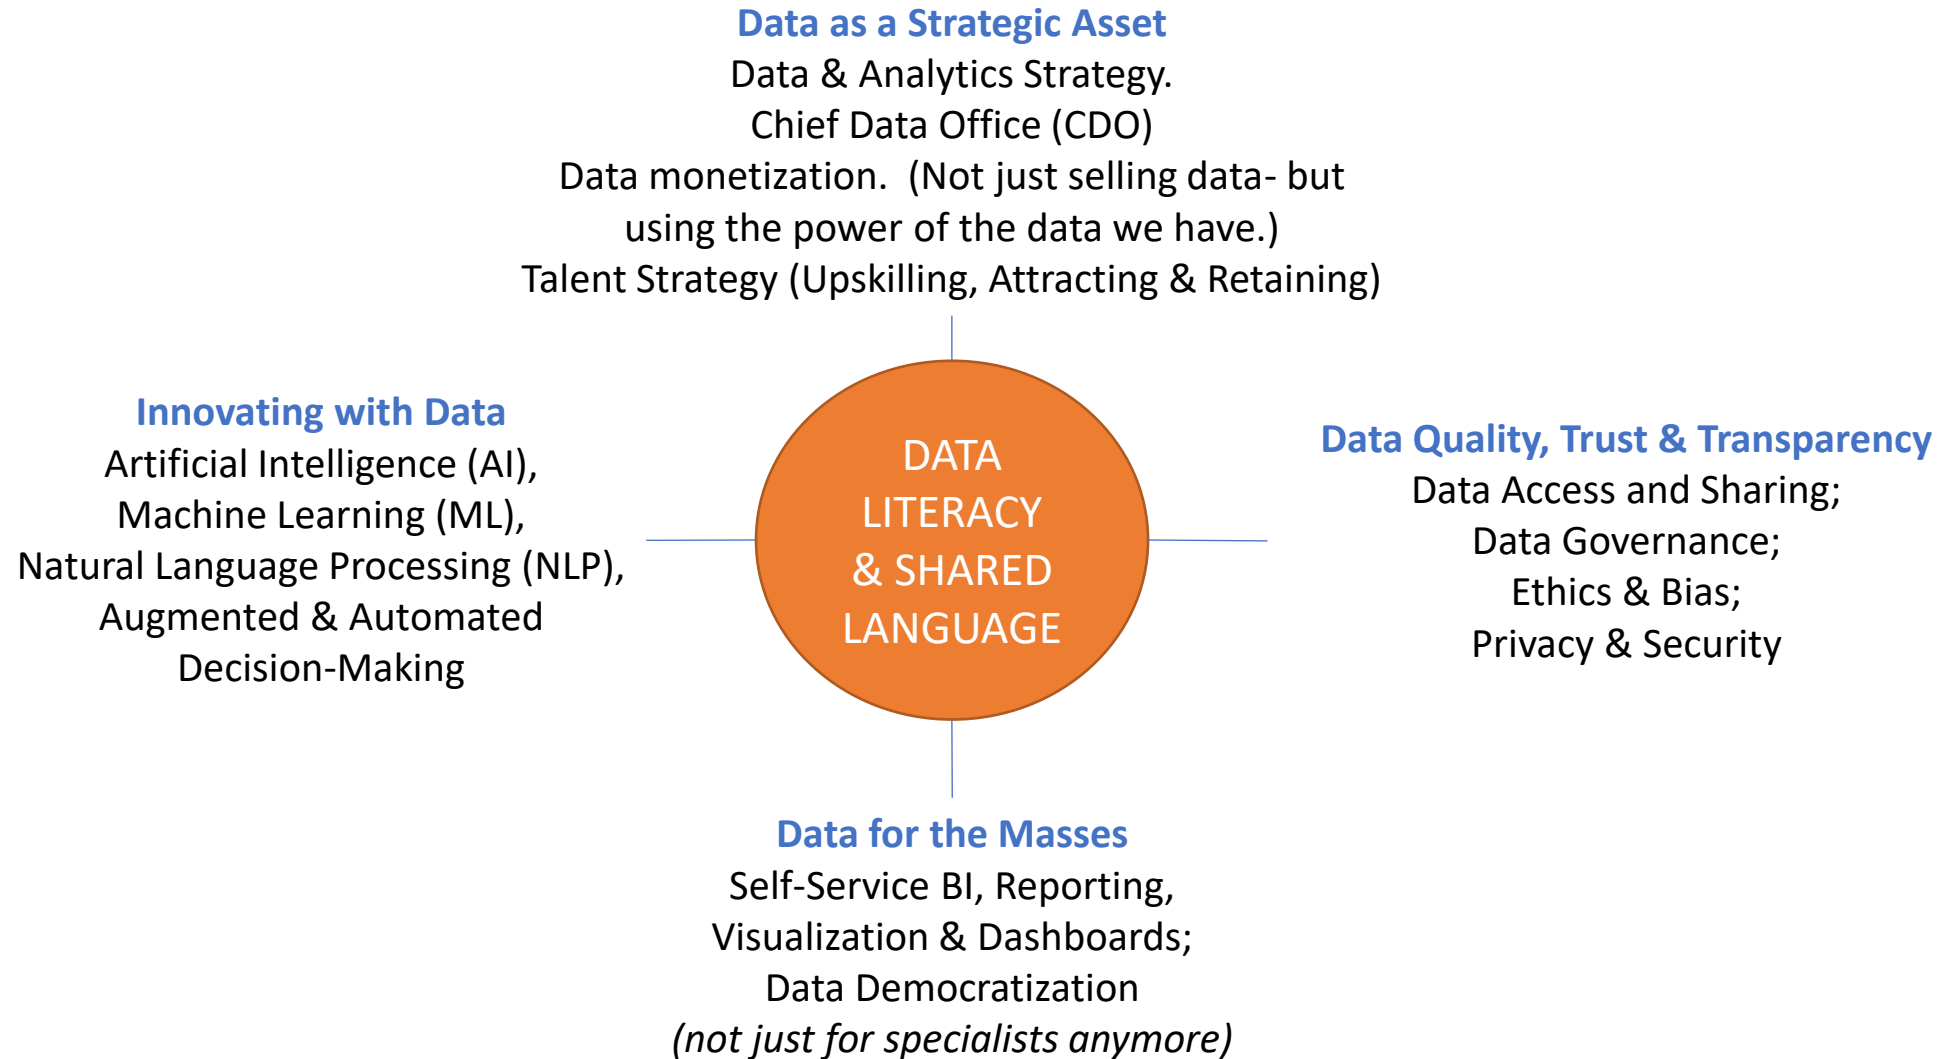 Data as a Strategic Asset
Data & Analytics Strategy.
Chief Data Office (CDO)
Data monetization.  (Not just selling data- but
using the power of the data we have.)
Talent Strategy (Upskilling, Attracting & Retaining)
Innovating with Data
Artificial Intelligence (AI),
Machine Learning (ML),
Natural Language Processing (NLP),
Augmented & Automated
Decision-Making
DATA
LITERACY
& SHARED
LANGUAGE
Data Quality, Trust & Transparency
Data Access and Sharing;
Data Governance;
Ethics & Bias;
Privacy & Security
Data for the Masses
Self-Service BI, Reporting,
Visualization & Dashboards;
Data Democratization
(not just for specialists anymore)